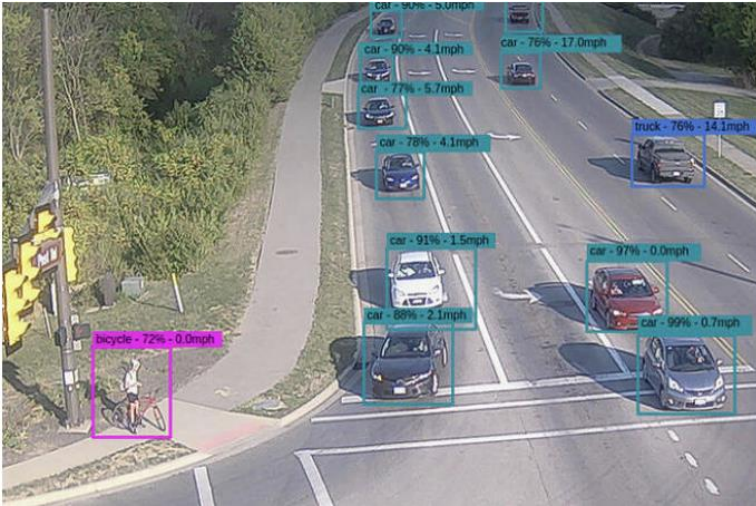 car - 90% - 5.0mph
car - 90% - 4.1mph
car - 76% - 17.0mph
car - 77% - 5.7mph
truck - 76% - 14.1mph
car - 78% - 4.1mph
car - 91% - 1.5mph
car - 97% - 0.0mph
car - 88% - 2.1mph
car - 99% - 0.7mph
bicycle - 72% - 0.0mph